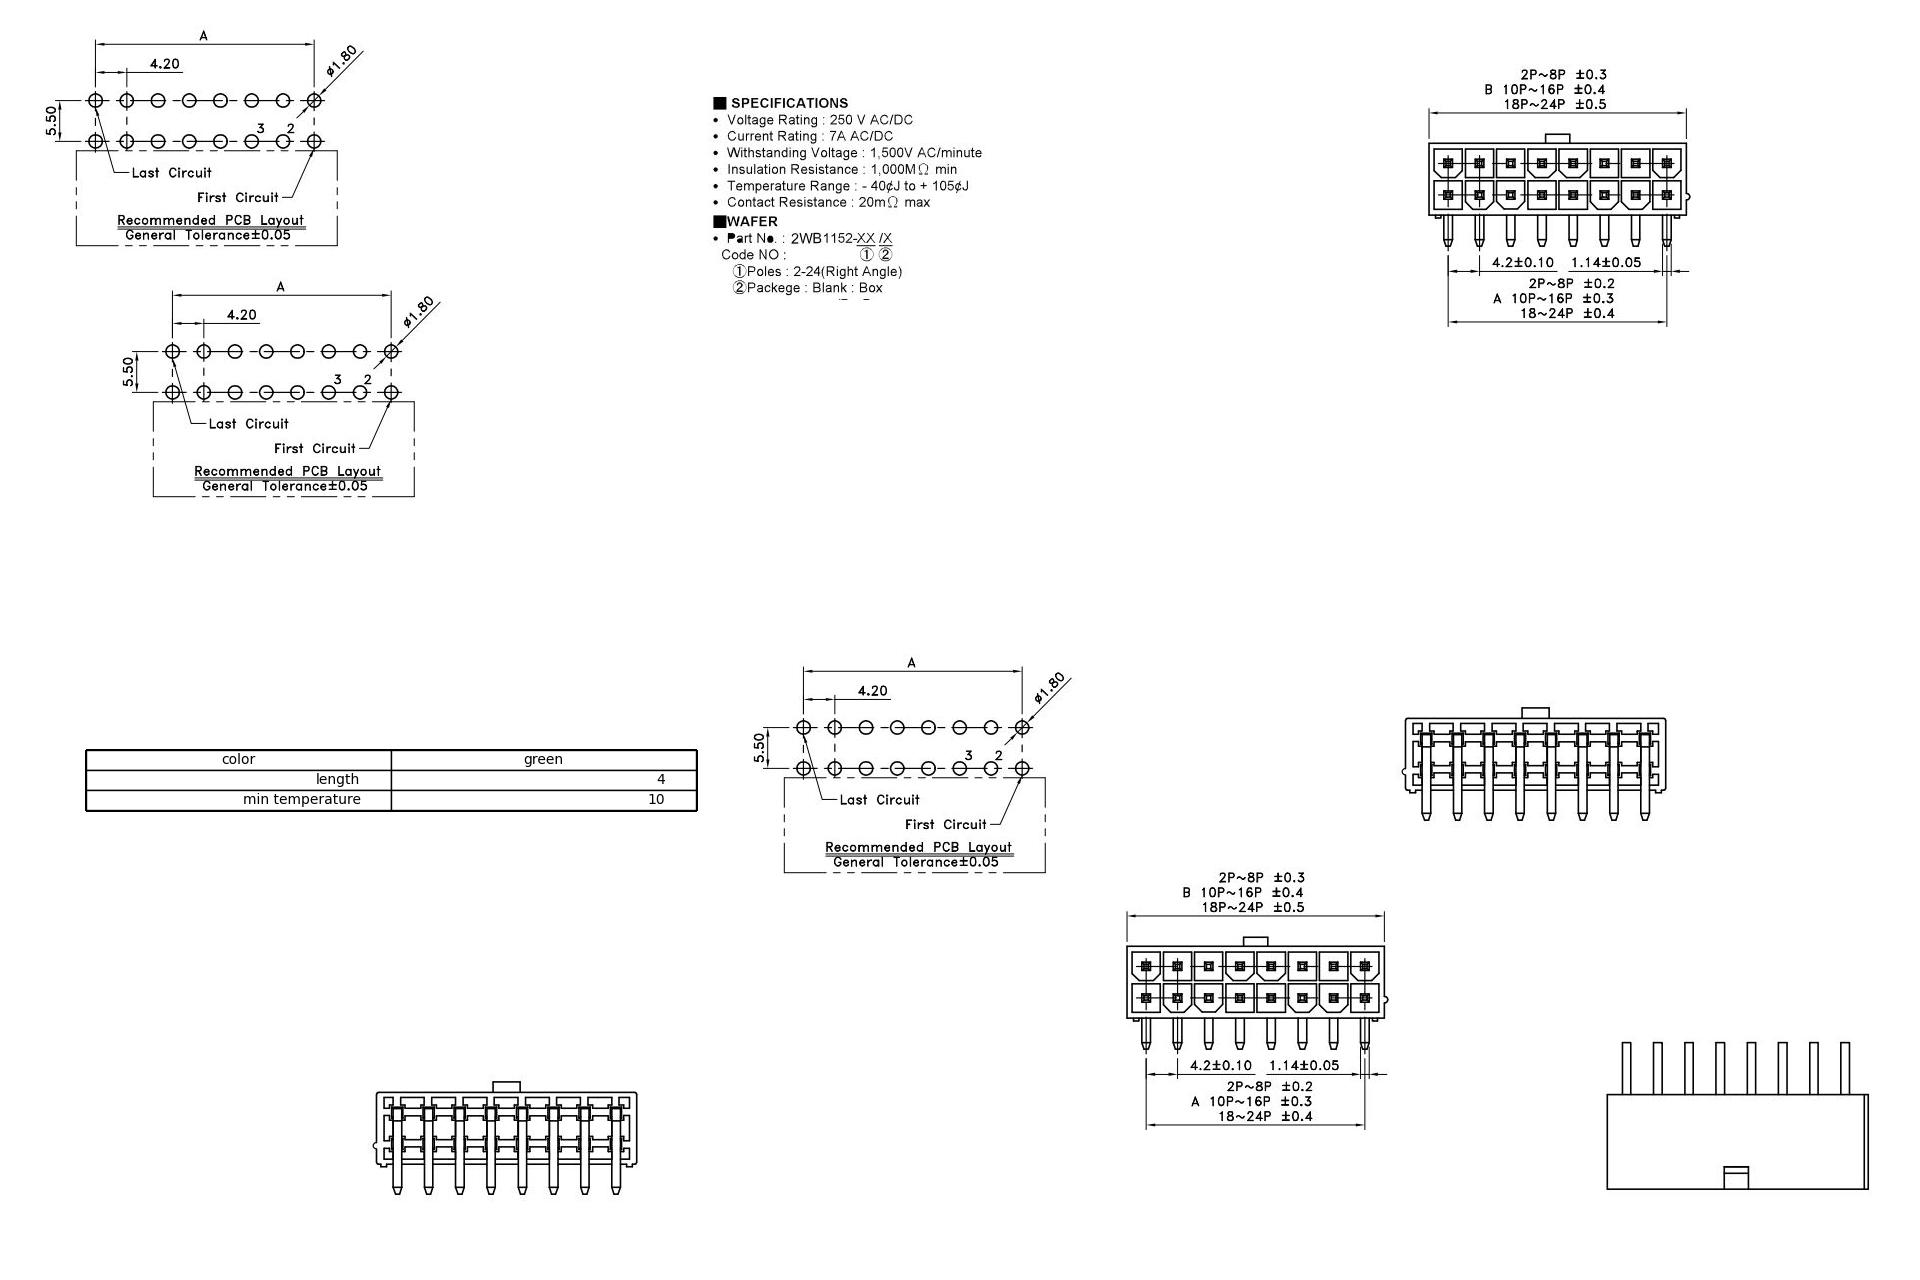 A
4.20
ø1.80
5.50
3 2
Last Circuit
First Circuit
Recommended PCB Layout
General Tolerance±0.05
A
4.20
ø1.80
5.50
3 2
Last Circuit
First Circuit
Recommended PCB Layout
General Tolerance±0.05
■ SPECIFICATIONS
• Voltage Rating : 250 V AC/DC
• Current Rating : 7A AC/DC
• Withstanding Voltage : 1,500V AC/minute
• Insulation Resistance : 1,000MΩ min
• Temperature Range : - 40¢J to + 105¢J
• Contact Resistance : 20mΩ max
■WAFER
• Part No. : 2WB1152-XX /X
Code NO : ① ②
①Poles : 2-24(Right Angle)
②Packege : Blank : Box
2P~8P ±0.3
B 10P~16P ±0.4
18P~24P ±0.5
4.2±0.10 1.14±0.05
2P~8P ±0.2
A 10P~16P ±0.3
18~24P ±0.4
color green
length 4
min temperature 10
A
4.20
ø1.80
5.50
3 2
Last Circuit
First Circuit
Recommended PCB Layout
General Tolerance±0.05
2P~8P ±0.3
B 10P~16P ±0.4
18P~24P ±0.5
4.2±0.10 1.14±0.05
2P~8P ±0.2
A 10P~16P ±0.3
18~24P ±0.4